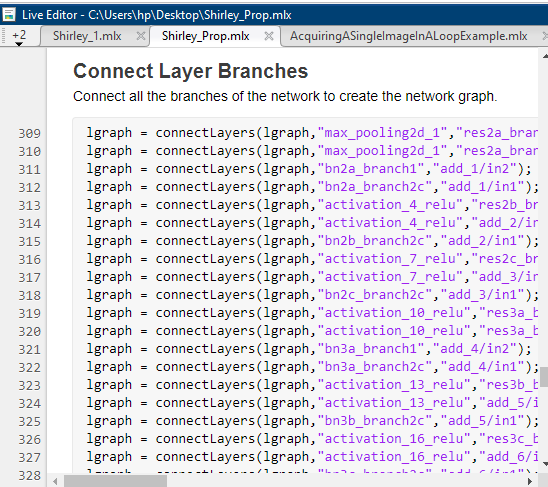 Live Editor - C:\Users\hp\Desktop\Shirley_Prop.mlx
+2 Shirley_1.mlx Shirley_Prop.mlx AcquiringASingleImageInALoopExample.mlx
Connect Layer Branches
Connect all the branches of the network to create the network graph.
309 lgraph = connectLayers(lgraph,"max_pooling2d_1","res2a_bran
310 lgraph = connectLayers(lgraph,"max_pooling2d_1","res2a_bran
311 lgraph = connectLayers(lgraph,"bn2a_branch1","add_1/in2");
312 lgraph = connectLayers(lgraph,"bn2a_branch2c","add_1/in1");
313 lgraph = connectLayers(lgraph,"activation_4_relu","res2b_br
314 lgraph = connectLayers(lgraph,"activation_4_relu","add_2/in
315 lgraph = connectLayers(lgraph,"bn2b_branch2c","add_2/in1");
316 lgraph = connectLayers(lgraph,"activation_7_relu","res2c_br
317 lgraph = connectLayers(lgraph,"activation_7_relu","add_3/in
318 lgraph = connectLayers(lgraph,"bn2c_branch2c","add_3/in1");
319 lgraph = connectLayers(lgraph,"activation_10_relu","res3a_b
320 lgraph = connectLayers(lgraph,"activation_10_relu","res3a_b
321 lgraph = connectLayers(lgraph,"bn3a_branch1","add_4/in2");
322 lgraph = connectLayers(lgraph,"bn3a_branch2c","add_4/in1");
323 lgraph = connectLayers(lgraph,"activation_13_relu","res3b_b
324 lgraph = connectLayers(lgraph,"activation_13_relu","add_5/i
325 lgraph = connectLayers(lgraph,"bn3b_branch2c","add_5/in1");
326 lgraph = connectLayers(lgraph,"activation_16_relu","res3c_b
327 lgraph = connectLayers(lgraph,"activation_16_relu","add_6/i
328 lgraph = connectLayers(lgraph,"bn3c_branch2c","add_6/in1");